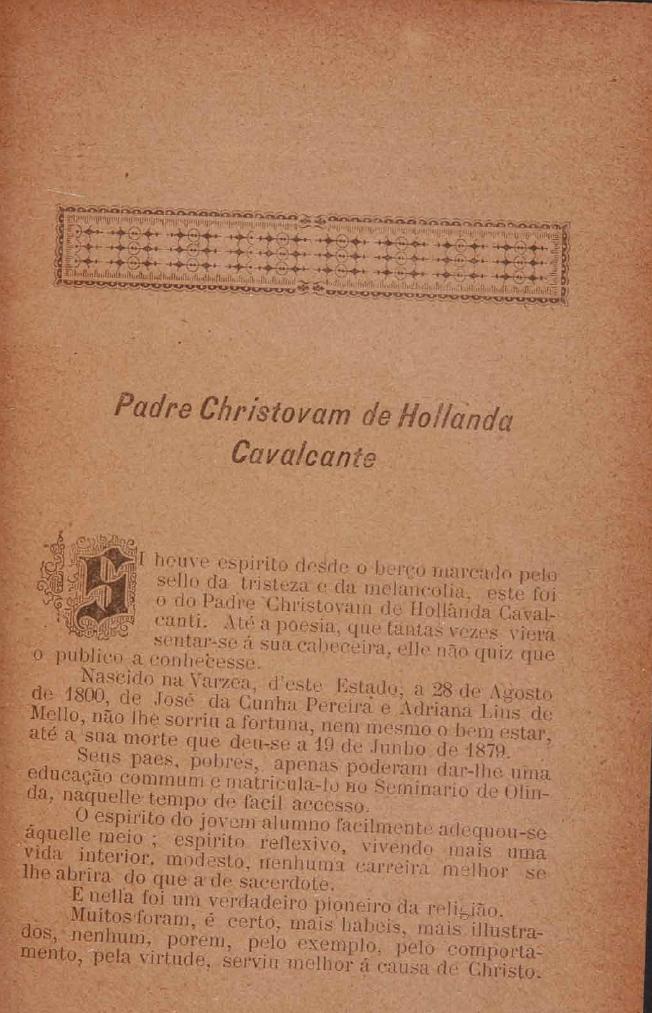 Padre Christovam de Hollanda
Cavalcante
SI houve espirito desde o berço marcado pelo
sello da tristeza e da melancolia, este foi
o do Padre Christovam de Hollânda Caval-
canti. Até a poesia, que tantas vezes viera
sentar-se á sua cabeceira, elle não quiz que
o publico a conhecesse.
Nascido na Varzea, d'este Estado, a 28 de Agosto
de 1800, de José da Cunha Pereira e Adriana Lins de
Mello, não lhe sorriu a fortuna, nem mesmo o bem estar,
até a sua morte que deu-se a 19 de Junho de 1879.
Seus paes, pobres, apenas poderam dar-lhe uma
educação commum e matricula-lo no Seminario de Olin-
da, naquelle tempo de facil accesso.
O espirito do jovem alumno facilmente adequou-se
áquelle meio ; espirito reflexivo, vivendo mais uma
vida interior, modesto, nenhuma carreira melhor se
lhe abrira do que a de sacerdote.
E nella foi um verdadeiro pioneiro da religião.
Muitos foram, é certo, mais habeis, mais illustra-
dos, nenhum, porém, pelo exemplo, pelo comporta-
mento, pela virtude, serviu melhor á causa de Christo.